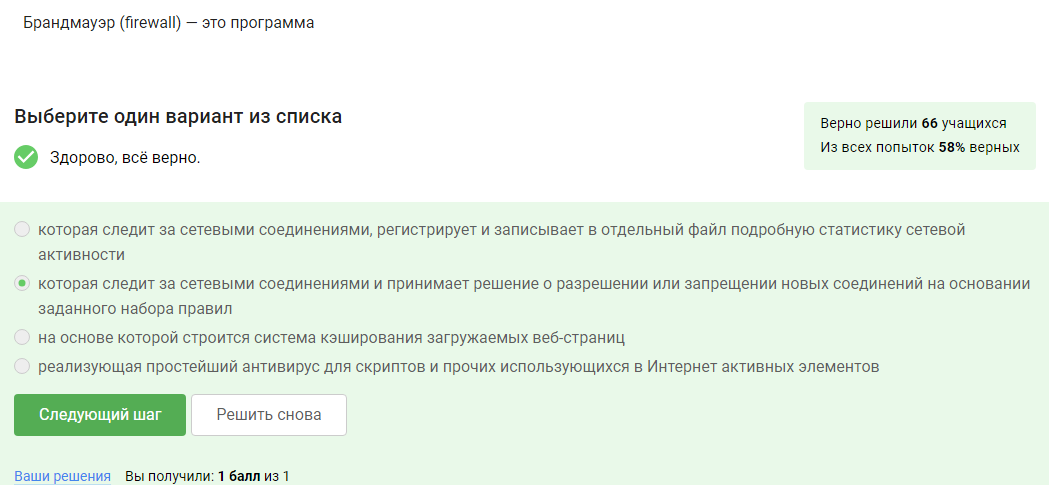 Брандмауэр (firewall) — это программа
Выберите один вариант из списка
Здорово, всё верно.
Верно решили 66 учащихся
Из всех попыток 58% верных
которая следит за сетевыми соединениями, регистрирует и записывает в отдельный файл подробную статистику сетевой
активности
которая следит за сетевыми соединениями и принимает решение о разрешении или запрещении новых соединений на основании
заданного набора правил
на основе которой строится система кэширования загружаемых веб-страниц
реализующая простейший антивирус для скриптов и прочих использующихся в Интернет активных элементов
Следующий шаг
Решить снова
Ваши решения Вы получили: 1 балл из 1